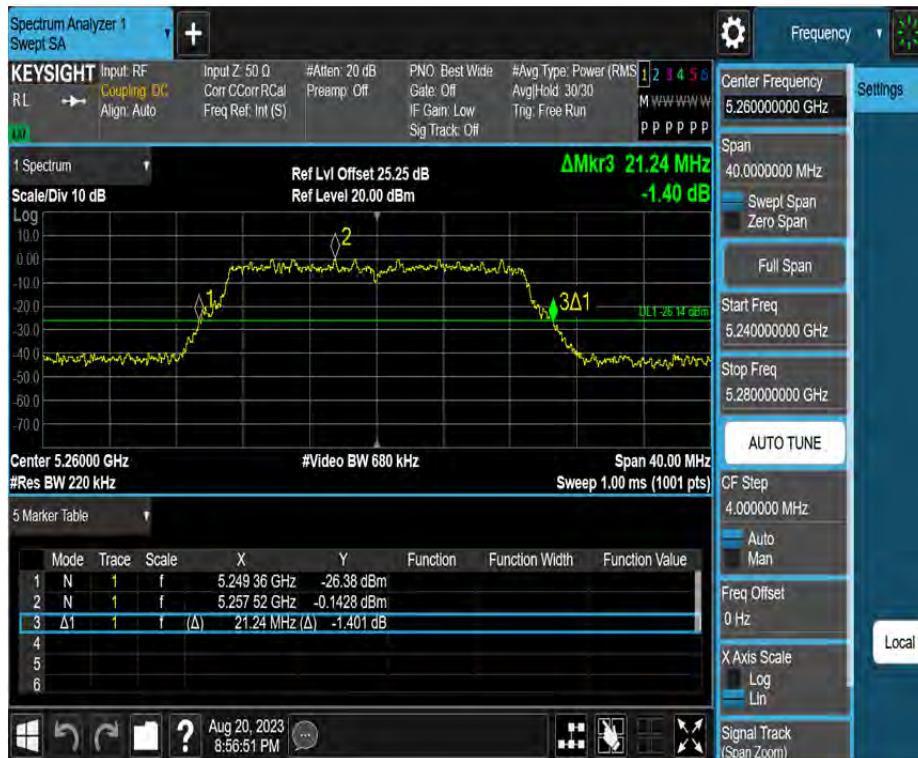 Spectrum Analyzer 1
Swept SA
Frequency
KEYSIGHT
RL
Input: RF
Coupling: DC
Align: Auto
Input Z: 50 Ω
Corr CCorr RCal
Freq Ref: Int (S)
#Atten: 20 dB
Preamp: Off
PNO: Best Wide
Gate: Off
IF Gain: Low
Sig Track: Off
#Avg Type: Power (RMS
Avg|Hold: 30/30
Trig: Free Run
1 2 3 4 5 6
M W W W W W
P P P P P P
1 Spectrum
Scale/Div 10 dB
Ref Lvl Offset 25.25 dB
Ref Level 20.00 dBm
ΔMkr3 21.24 MHz
-1.40 dB
Log
10.0
0.00
-10.0
-20.0
-30.0
-40.0
-50.0
-60.0
-70.0
1
2
3Δ1
DL1 -26.14 dBm
Center 5.26000 GHz
#Video BW 680 kHz
Span 40.00 MHz
#Res BW 220 kHz
Sweep 1.00 ms (1001 pts)
5 Marker Table
Mode Trace Scale X Y Function Function Width Function Value
1 N 1 f 5.249 36 GHz -26.38 dBm
2 N 1 f 5.257 52 GHz -0.1428 dBm
3 Δ1 1 f (Δ) 21.24 MHz (Δ) -1.401 dB
4
5
6
Aug 20, 2023
8:56:51 PM
Center Frequency
5.260000000 GHz
Span
40.0000000 MHz
Swept Span
Zero Span
Full Span
Start Freq
5.240000000 GHz
Stop Freq
5.280000000 GHz
AUTO TUNE
CF Step
4.000000 MHz
Auto
Man
Freq Offset
0 Hz
X Axis Scale
Log
Lin
Signal Track
(Span Zoom)
Settings
Local